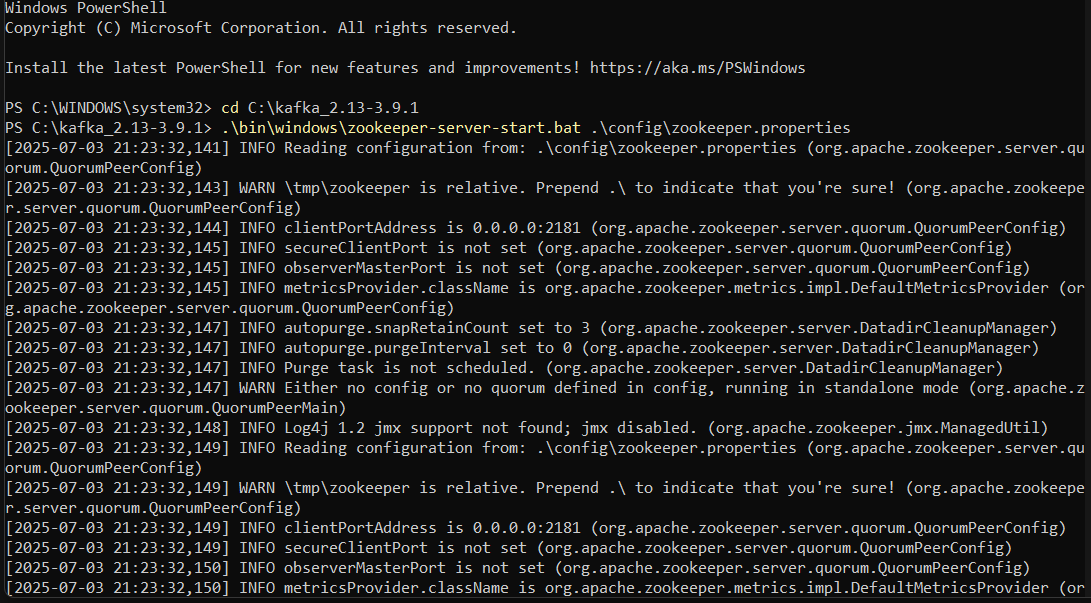 Windows PowerShell
Copyright (C) Microsoft Corporation. All rights reserved.
Install the latest PowerShell for new features and improvements! https://aka.ms/PSWindows
PS C:\WINDOWS\system32> cd C:\kafka_2.13-3.9.1
PS C:\kafka_2.13-3.9.1> .\bin\windows\zookeeper-server-start.bat .\config\zookeeper.properties
[2025-07-03 21:23:32,141] INFO Reading configuration from: .\config\zookeeper.properties (org.apache.zookeeper.server.qu
orum.QuorumPeerConfig)
[2025-07-03 21:23:32,143] WARN \tmp\zookeeper is relative. Prepend .\ to indicate that you're sure! (org.apache.zookeepe
r.server.quorum.QuorumPeerConfig)
[2025-07-03 21:23:32,144] INFO clientPortAddress is 0.0.0.0:2181 (org.apache.zookeeper.server.quorum.QuorumPeerConfig)
[2025-07-03 21:23:32,145] INFO secureClientPort is not set (org.apache.zookeeper.server.quorum.QuorumPeerConfig)
[2025-07-03 21:23:32,145] INFO observerMasterPort is not set (org.apache.zookeeper.server.quorum.QuorumPeerConfig)
[2025-07-03 21:23:32,145] INFO metricsProvider.className is org.apache.zookeeper.metrics.impl.DefaultMetricsProvider (or
g.apache.zookeeper.server.quorum.QuorumPeerConfig)
[2025-07-03 21:23:32,147] INFO autopurge.snapRetainCount set to 3 (org.apache.zookeeper.server.DatadirCleanupManager)
[2025-07-03 21:23:32,147] INFO autopurge.purgeInterval set to 0 (org.apache.zookeeper.server.DatadirCleanupManager)
[2025-07-03 21:23:32,147] INFO Purge task is not scheduled. (org.apache.zookeeper.server.DatadirCleanupManager)
[2025-07-03 21:23:32,147] WARN Either no config or no quorum defined in config, running in standalone mode (org.apache.z
ookeeper.server.quorum.QuorumPeerMain)
[2025-07-03 21:23:32,148] INFO Log4j 1.2 jmx support not found; jmx disabled. (org.apache.zookeeper.jmx.ManagedUtil)
[2025-07-03 21:23:32,149] INFO Reading configuration from: .\config\zookeeper.properties (org.apache.zookeeper.server.qu
orum.QuorumPeerConfig)
[2025-07-03 21:23:32,149] WARN \tmp\zookeeper is relative. Prepend .\ to indicate that you're sure! (org.apache.zookeepe
r.server.quorum.QuorumPeerConfig)
[2025-07-03 21:23:32,149] INFO clientPortAddress is 0.0.0.0:2181 (org.apache.zookeeper.server.quorum.QuorumPeerConfig)
[2025-07-03 21:23:32,149] INFO secureClientPort is not set (org.apache.zookeeper.server.quorum.QuorumPeerConfig)
[2025-07-03 21:23:32,150] INFO observerMasterPort is not set (org.apache.zookeeper.server.quorum.QuorumPeerConfig)
[2025-07-03 21:23:32,150] INFO metricsProvider.className is org.apache.zookeeper.metrics.impl.DefaultMetricsProvider (or